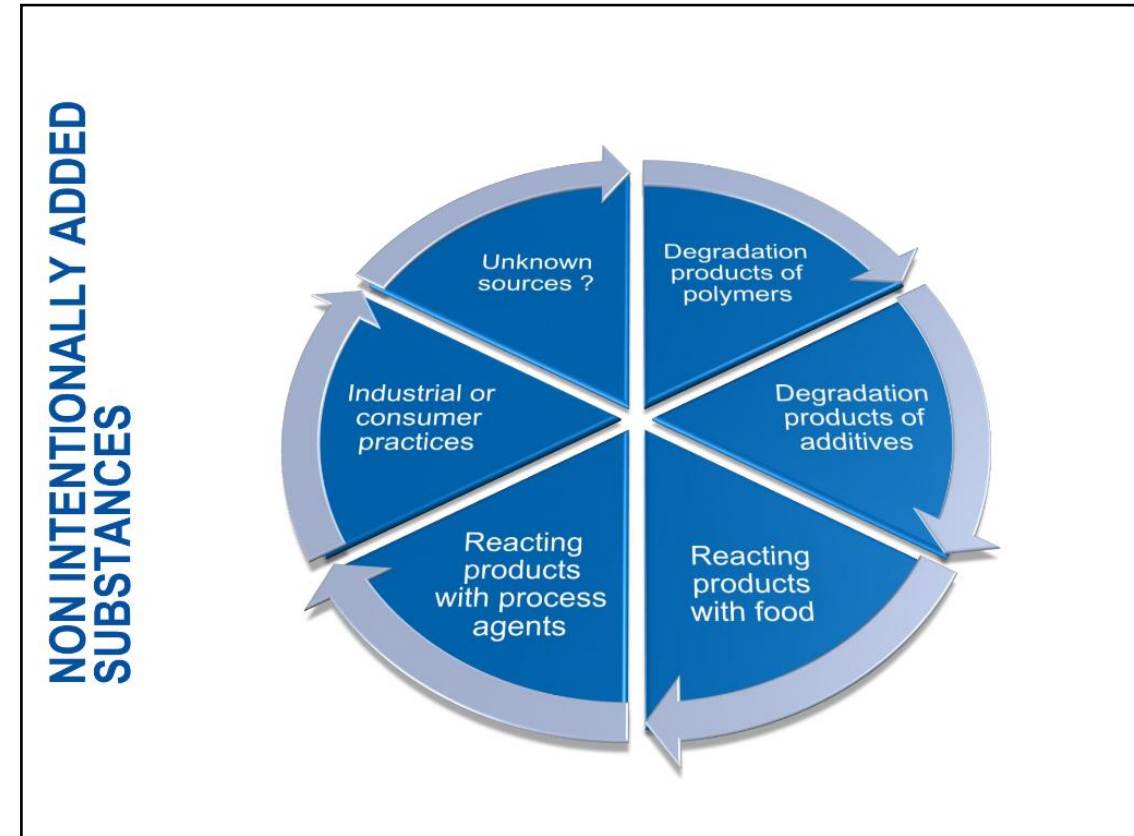 NON INTENTIONALLY ADDED
SUBSTANCES
Degradation
products of
polymers
Degradation
products of
additives
Reacting
products
with food
Reacting
products
with process
agents
Industrial or
consumer
practices
Unknown
sources ?